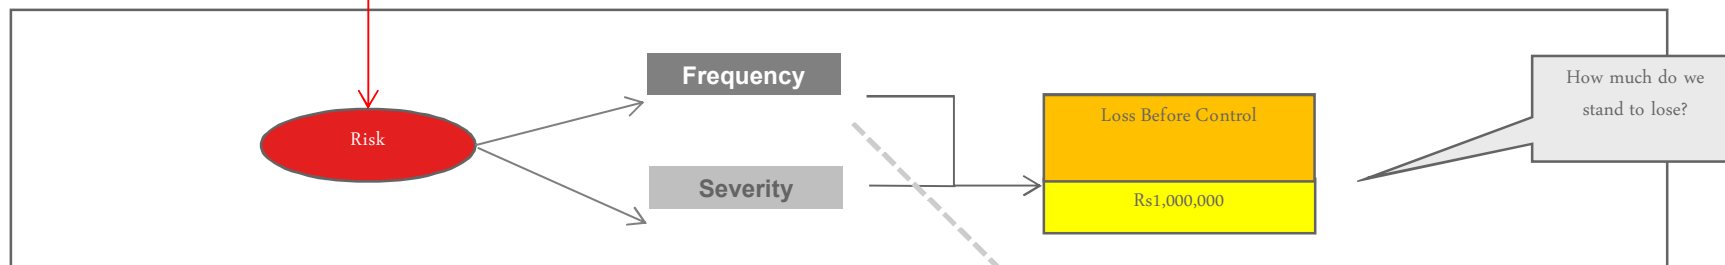 Frequency
Risk
Severity
Loss Before Control
Rs1,000,000
How much do we
stand to lose?